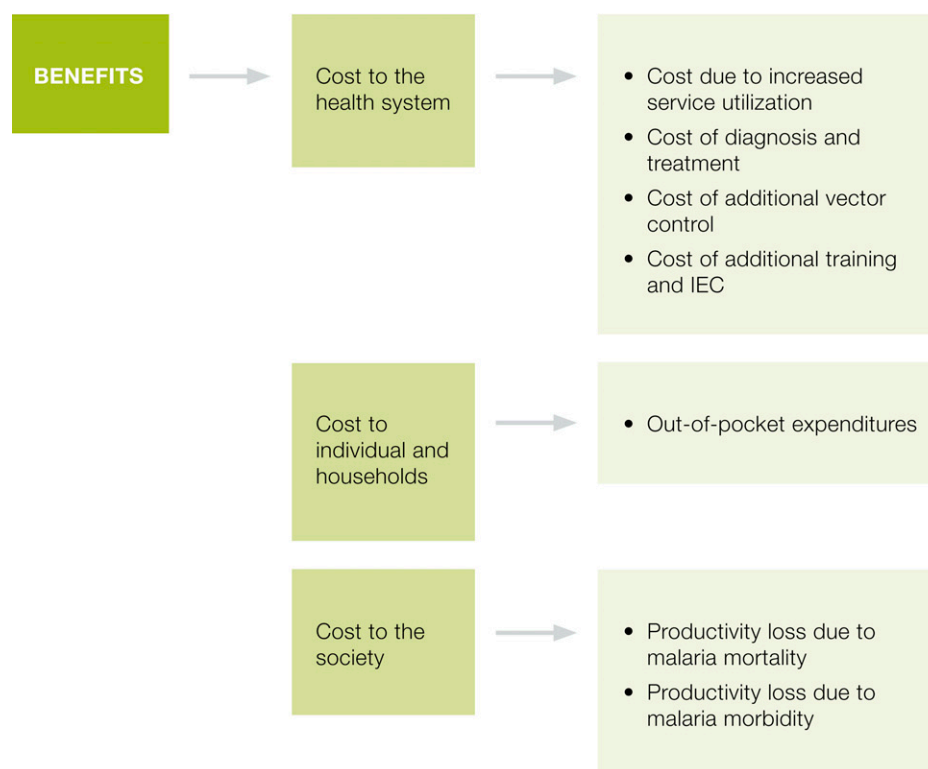 BENEFITS
Cost to the
health system
• Cost due to increased
service utilization
• Cost of diagnosis and
treatment
• Cost of additional vector
control
• Cost of additional training
and IEC
Cost to
individual and
households
• Out-of-pocket expenditures
Cost to the
society
• Productivity loss due to
malaria mortality
• Productivity loss due to
malaria morbidity